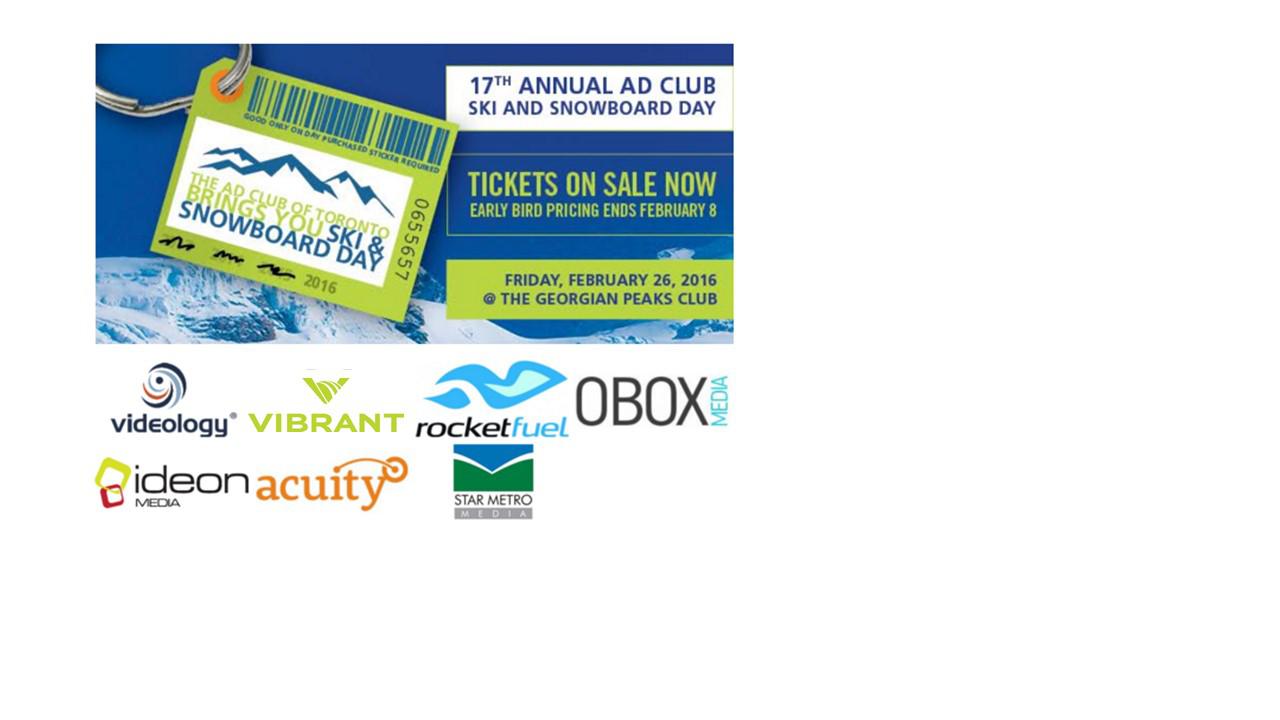 GOOD ONLY ON DAY PURCHASED STICKER REQUIRED
THE AD CLUB OF TORONTO
BRINGS YOU SKI &
SNOWBOARD DAY
0655657
2016
17TH ANNUAL AD CLUB
SKI AND SNOWBOARD DAY
TICKETS ON SALE NOW
EARLY BIRD PRICING ENDS FEBRUARY 8
FRIDAY, FEBRUARY 26, 2016
@ THE GEORGIAN PEAKS CLUB
videology®
VIBRANT
rocketfuel
OBOX MEDIA
ideon
MEDIA
acuity
STAR METRO
MEDIA